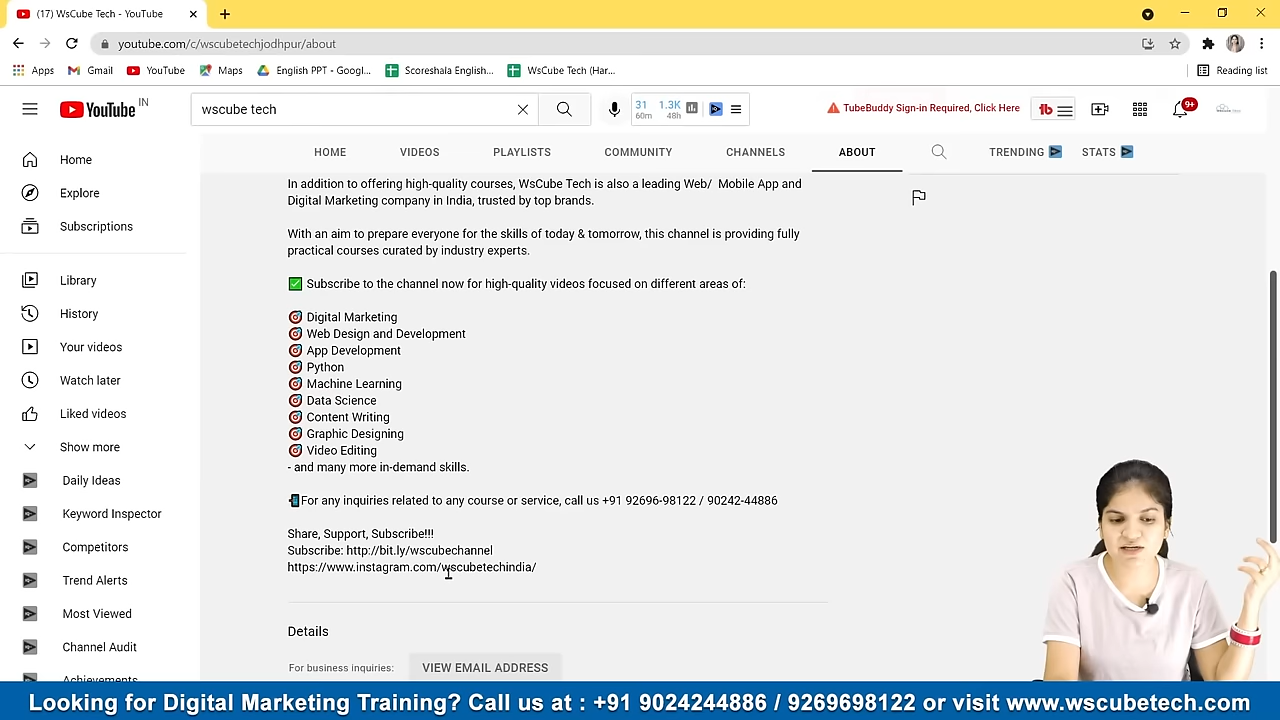 (17) WsCube Tech - YouTube
youtube.com/c/wscubetechjodhpur/about
Apps Gmail YouTube Maps English PPT - Googl... Scoreshala English... WsCube Tech (Har... Reading list
YouTube IN
wscube tech
31 1.3K
60m 48h
TubeBuddy Sign-in Required, Click Here
tb
9+
HOME VIDEOS PLAYLISTS COMMUNITY CHANNELS ABOUT TRENDING STATS
Home
Explore
Subscriptions
Library
History
Your videos
Watch later
Liked videos
Show more
Daily Ideas
Keyword Inspector
Competitors
Trend Alerts
Most Viewed
Channel Audit
Achievements
In addition to offering high-quality courses, WsCube Tech is also a leading Web/ Mobile App and
Digital Marketing company in India, trusted by top brands.
With an aim to prepare everyone for the skills of today & tomorrow, this channel is providing fully
practical courses curated by industry experts.
✅ Subscribe to the channel now for high-quality videos focused on different areas of:
🎯 Digital Marketing
🎯 Web Design and Development
🎯 App Development
🎯 Python
🎯 Machine Learning
🎯 Data Science
🎯 Content Writing
🎯 Graphic Designing
🎯 Video Editing
- and many more in-demand skills.
📲For any inquiries related to any course or service, call us +91 92696-98122 / 90242-44886
Share, Support, Subscribe!!!
Subscribe: http://bit.ly/wscubechannel
https://www.instagram.com/wscubetechindia/
Details
For business inquiries: VIEW EMAIL ADDRESS
Looking for Digital Marketing Training? Call us at : +91 9024244886 / 9269698122 or visit www.wscubetech.com